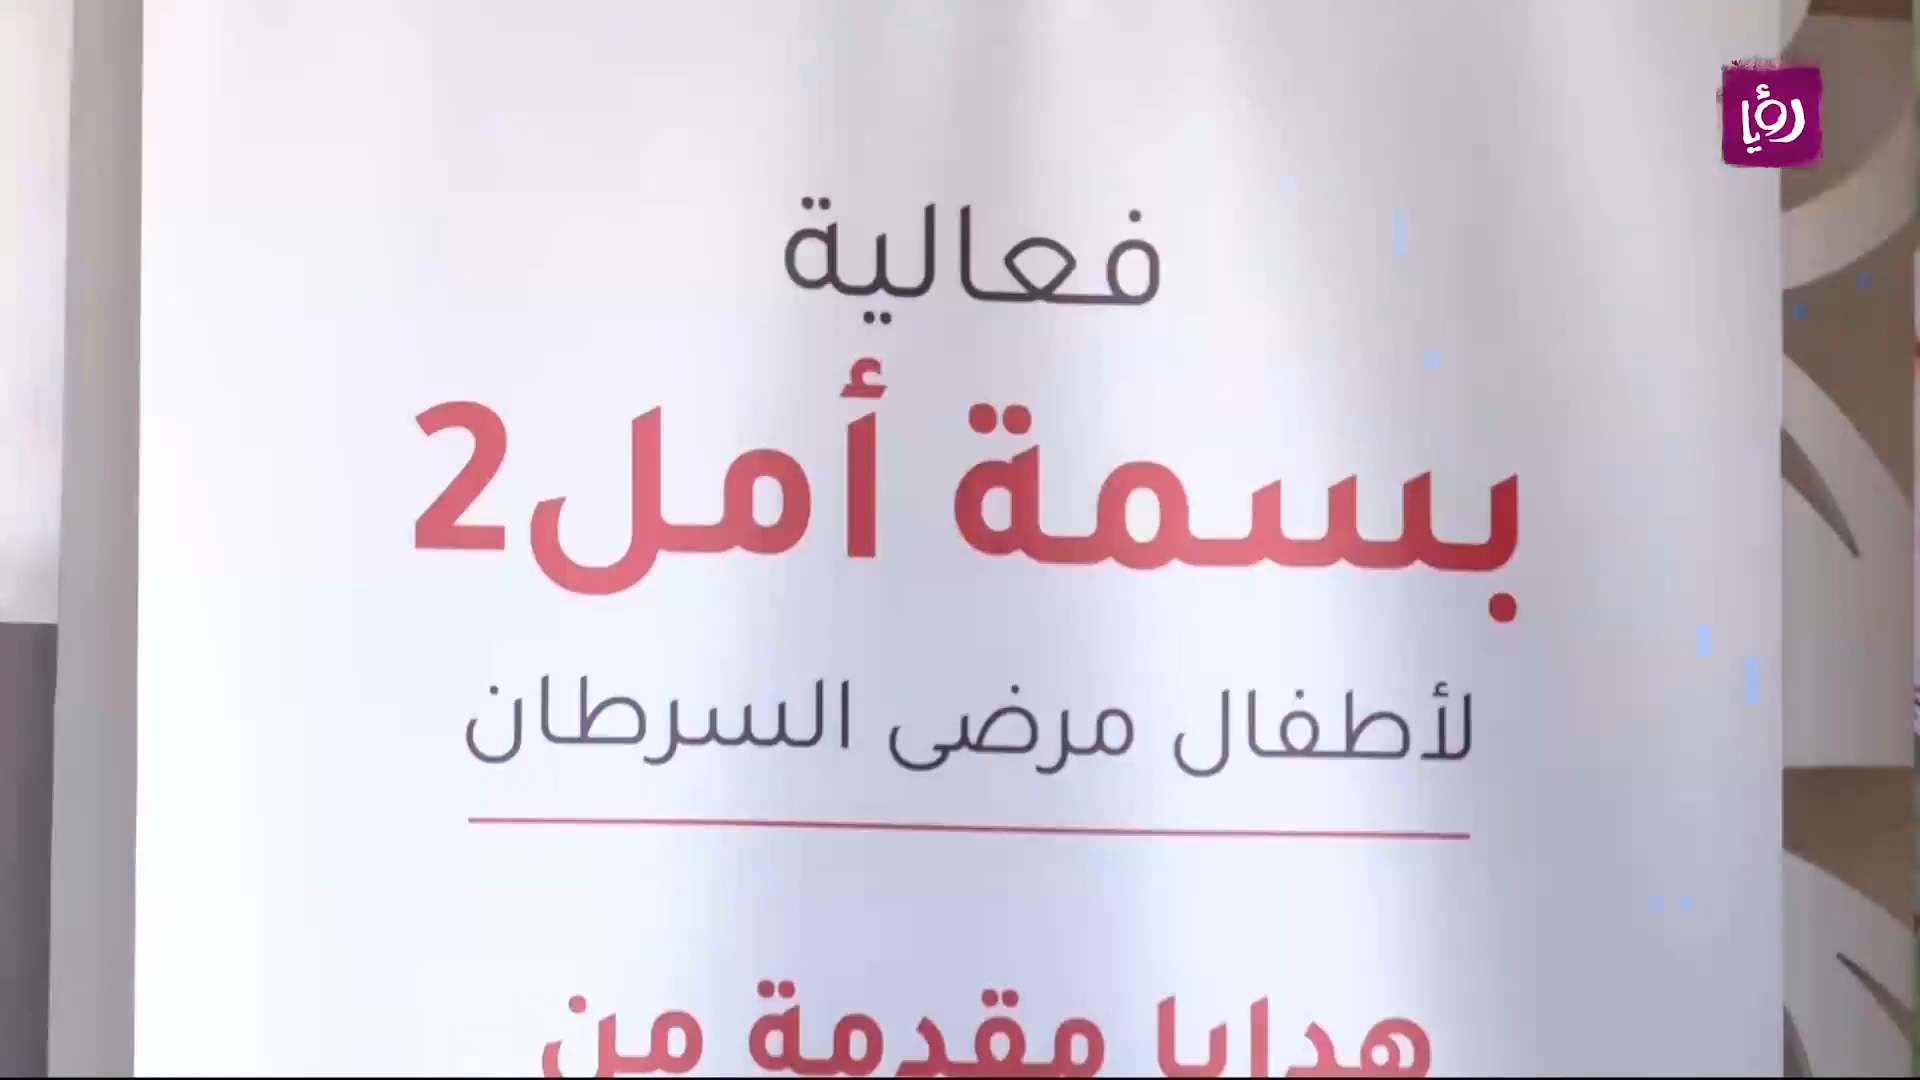 رؤيا
فعالية
بسمة أمل2
لأطفال مرضى السرطان
هدايا مقدمة من